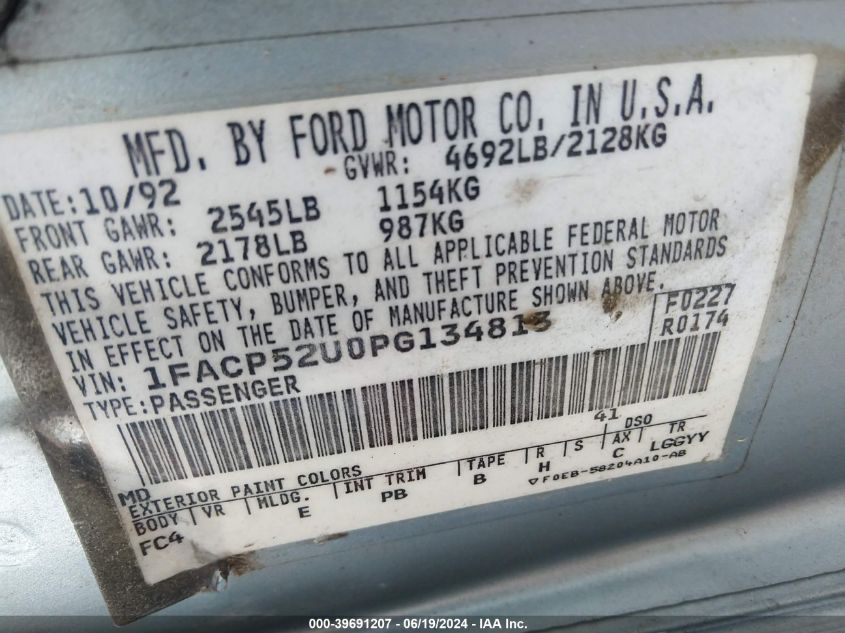 MFD. BY FORD MOTOR CO. IN U.S.A.
DATE: 10/92 GVWR: 4692LB/2128KG
FRONT GAWR: 2545LB 1154KG
REAR GAWR: 2178LB 987KG
THIS VEHICLE CONFORMS TO ALL APPLICABLE FEDERAL MOTOR
VEHICLE SAFETY, BUMPER, AND THEFT PREVENTION STANDARDS
IN EFFECT ON THE DATE OF MANUFACTURE SHOWN ABOVE.
VIN: 1FACP52U0PG134813 F0227
TYPE: PASSENGER R0174
41
MD DSO
EXTERIOR PAINT COLORS
BODY VR MLDG. INT TRIM TAPE R S AX TR
FC4 E PB B H C LGGYY
▽F0EB-58204A10-AB
000-39691207 - 06/19/2024 - IAA Inc.